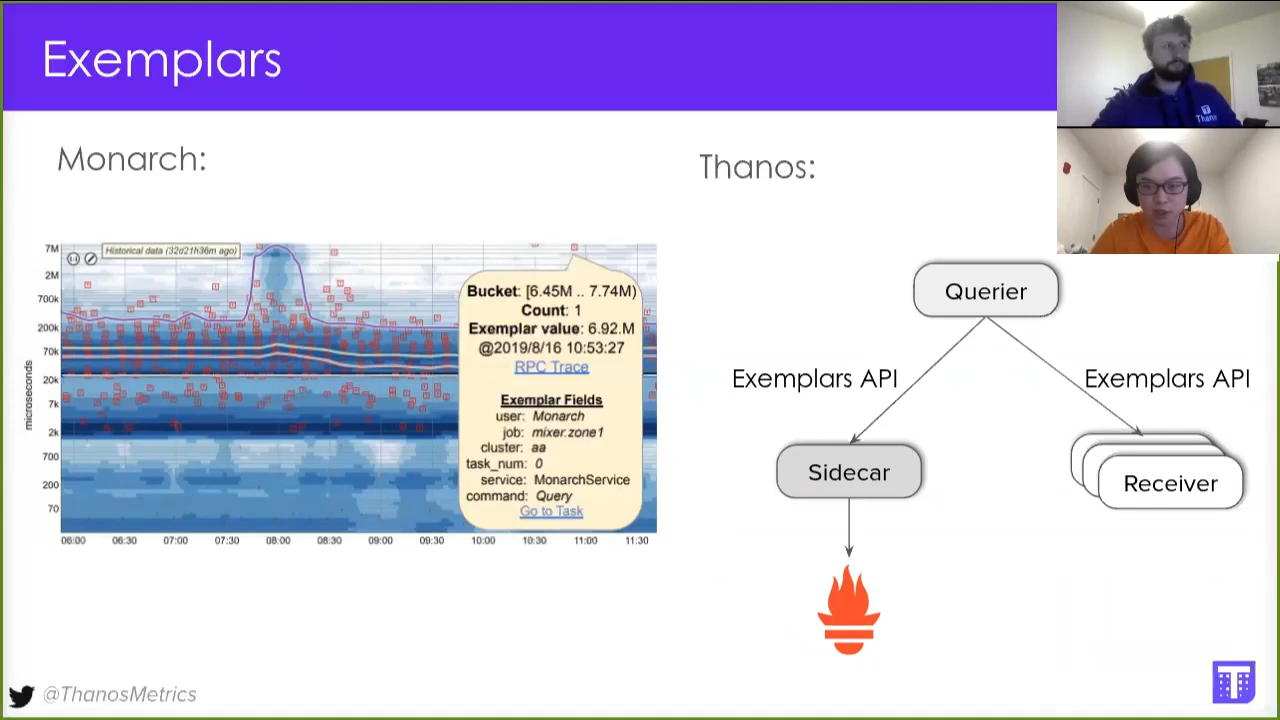 Exemplars
Monarch:
Thanos:
7M
2M
700k
200k
70k
20k
7k
2k
700
200
70
microseconds
Historical data (32d21h36m ago)
Bucket: [6.45M .. 7.74M)
Count: 1
Exemplar value: 6.92.M
@2019/8/16 10:53:27
RPC Trace
Exemplar Fields
user: Monarch
job: mixer.zone1
cluster: aa
task_num: 0
service: MonarchService
command: Query
Go to Task
06:00 06:30 07:00 07:30 08:00 08:30 09:00 09:30 10:00 10:30 11:00 11:30
Querier
Exemplars API
Exemplars API
Sidecar
Receiver
@ThanosMetrics
T
T
Thanos